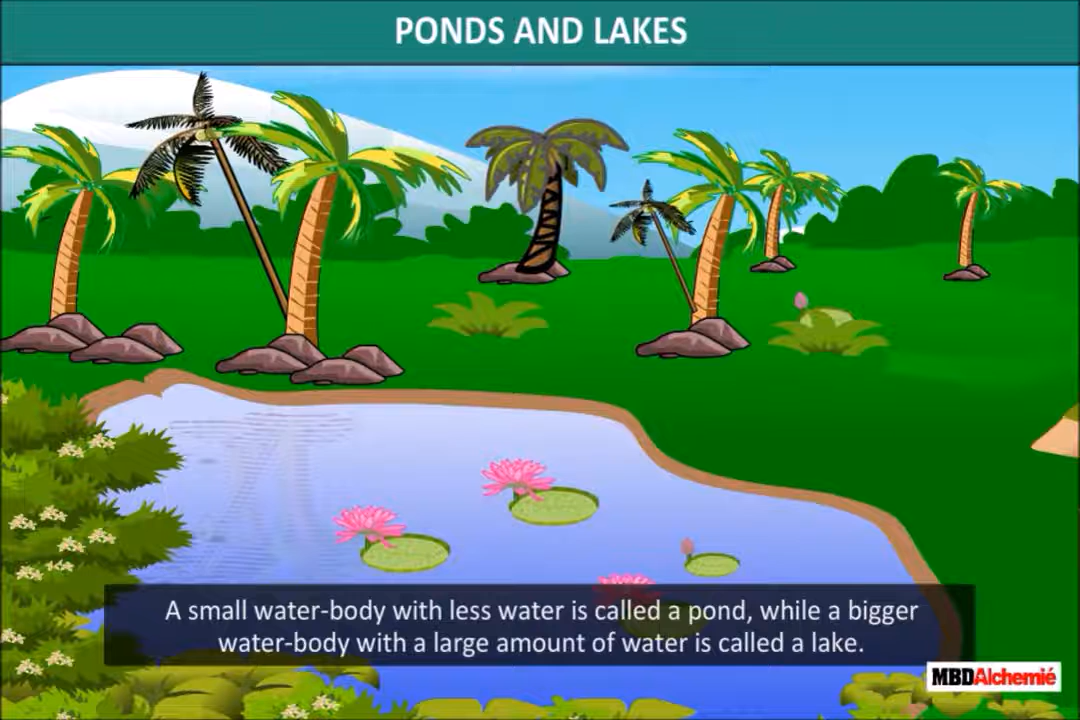 PONDS AND LAKES
A small water-body with less water is called a pond, while a bigger
water-body with a large amount of water is called a lake.
MBDAlchemié